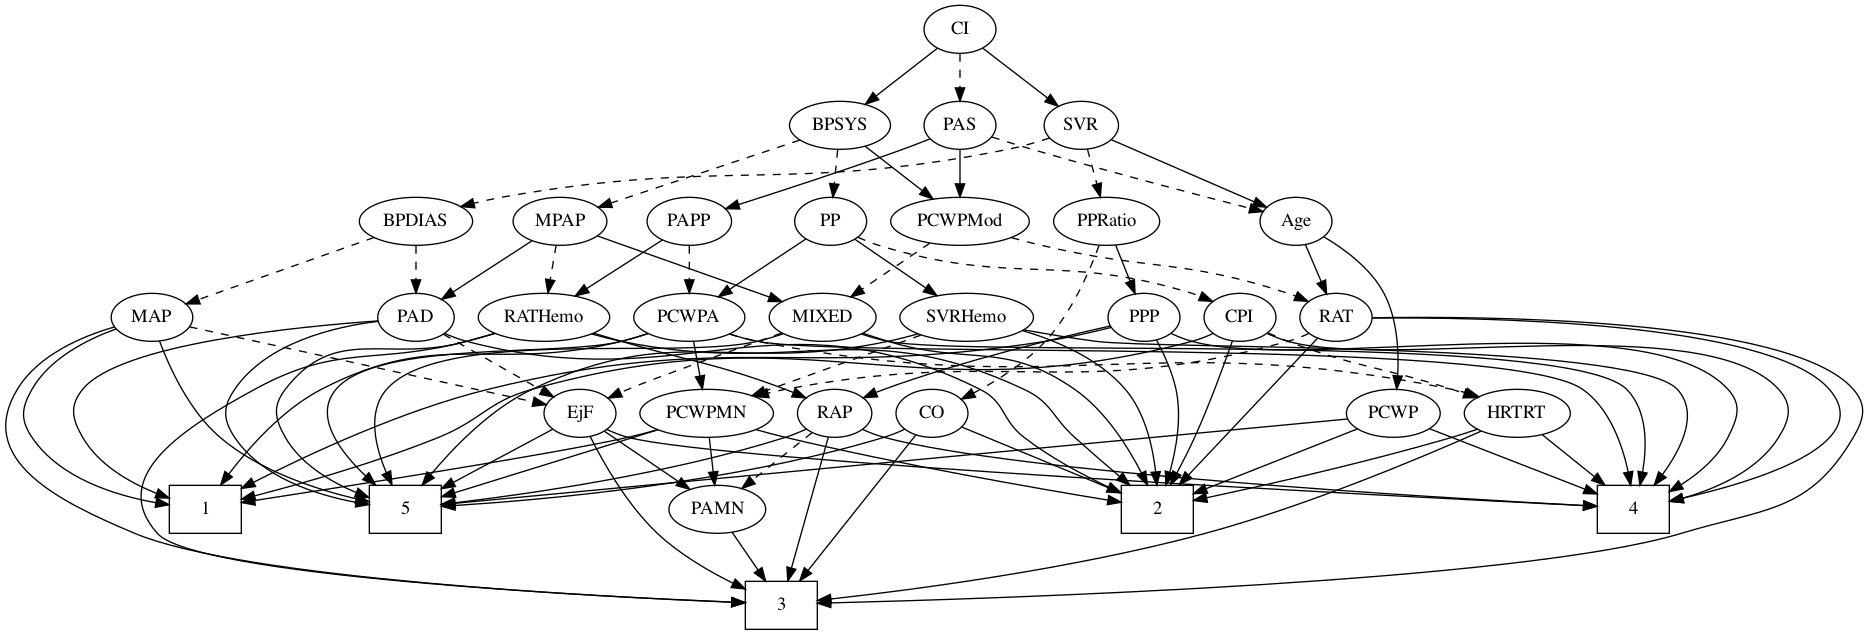 CI
BPSYS
PAS
SVR
BPDIAS
MPAP
PAPP
PP
PCWPMod
PPRatio
Age
MAP
PAD
RATHemo
PCWPA
MIXED
SVRHemo
PPP
CPI
RAT
EjF
PCWPMN
RAP
CO
PCWP
HRTRT
1
5
PAMN
2
4
3